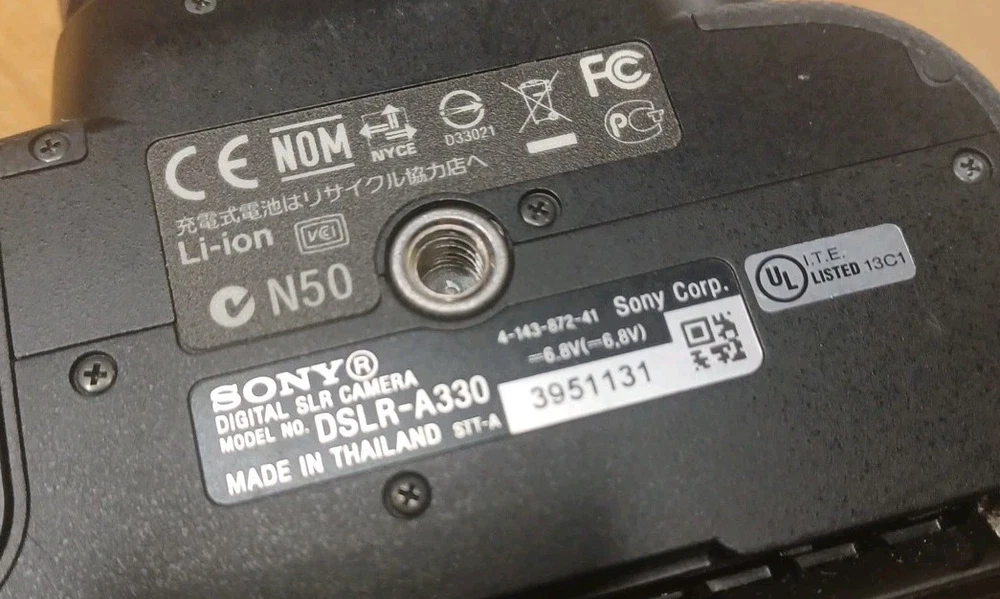 CE NOM NYCE D33021 FC
PCT
充電式電池はリサイクル協力店へ
Li-ion VCI
N50
UL I.T.E.
LISTED 13C1
SONY®
DIGITAL SLR CAMERA
MODEL NO. DSLR-A330
MADE IN THAILAND STT-A
4-143-872-41 Sony Corp.
⎓6.8V(⎓6,8V)
3951131